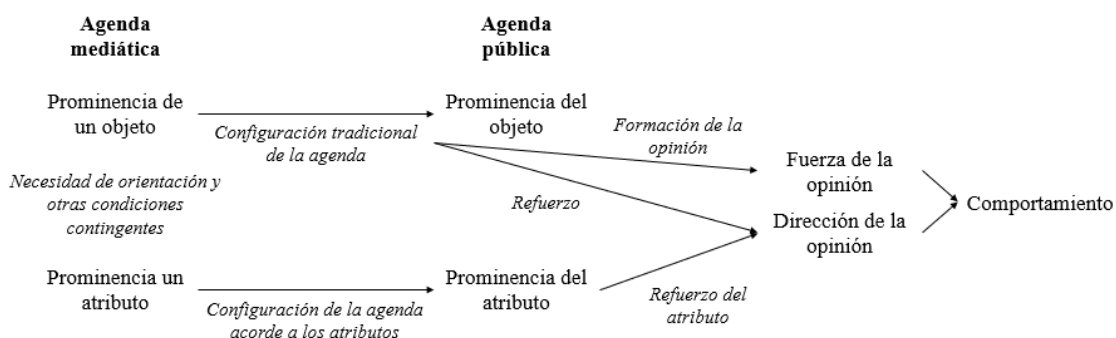 Agenda
mediática
Agenda
pública
Prominencia de
un objeto
Configuración tradicional
de la agenda
Prominencia del
objeto
Formación de la
opinión
Fuerza de la
opinión
Necesidad de orientación y
otras condiciones
contingentes
Refuerzo
Dirección de la
opinión
Comportamiento
Prominencia un
atributo
Configuración de la agenda
acorde a los atributos
Prominencia del
atributo
Refuerzo del
atributo